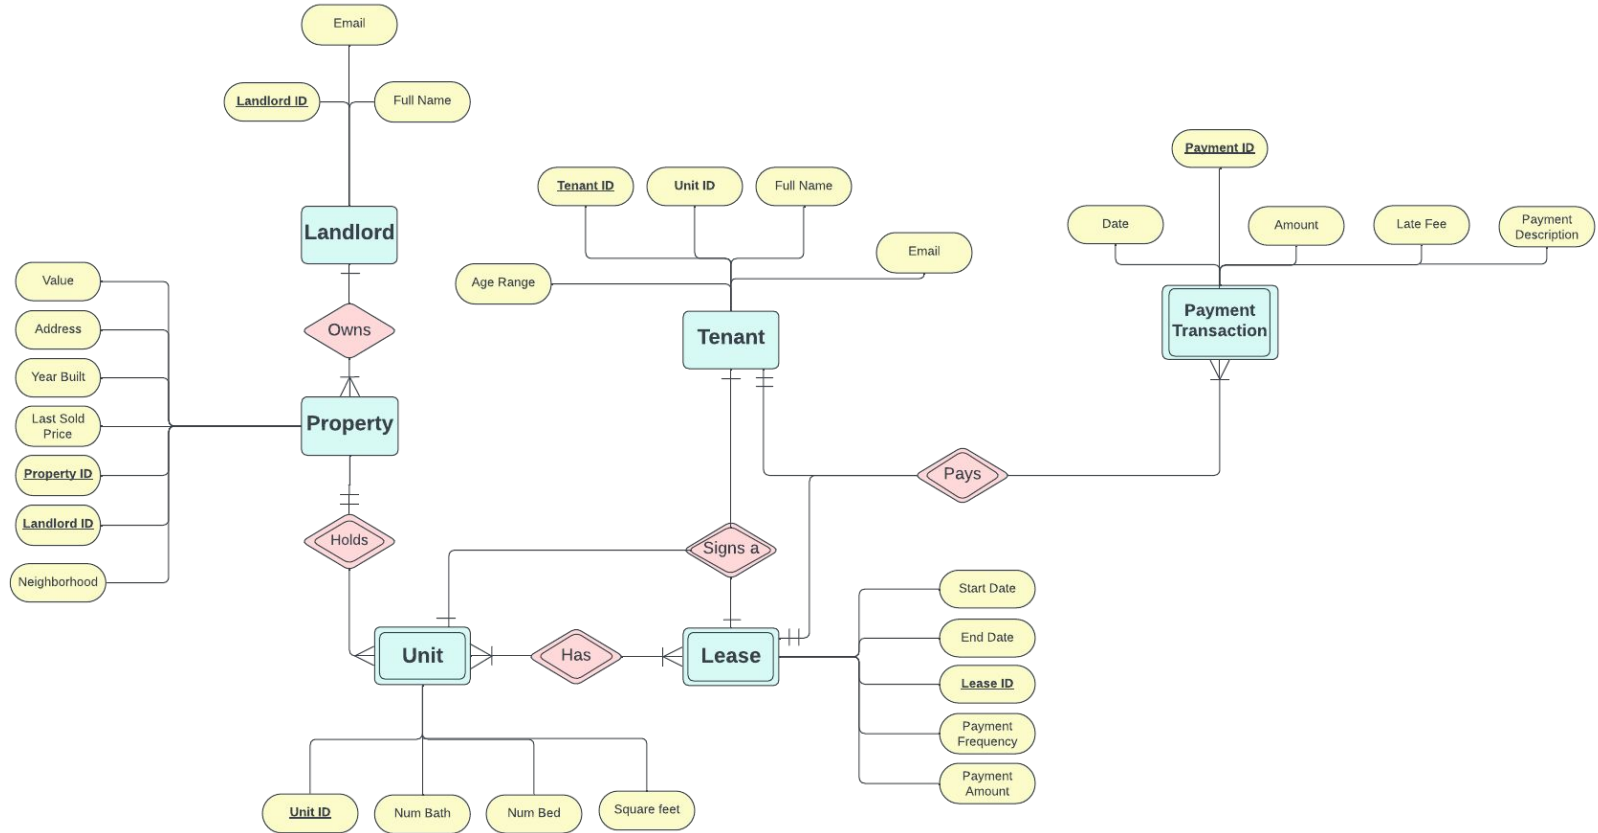 Email
Landlord ID
Full Name
Landlord
Owns
Value
Address
Year Built
Last Sold
Price
Property ID
Landlord ID
Neighborhood
Property
Holds
Tenant ID
Unit ID
Full Name
Age Range
Email
Tenant
Payment ID
Date
Amount
Late Fee
Payment
Description
Payment
Transaction
Pays
Signs a
Unit
Has
Lease
Start Date
End Date
Lease ID
Payment
Frequency
Payment
Amount
Unit ID
Num Bath
Num Bed
Square feet